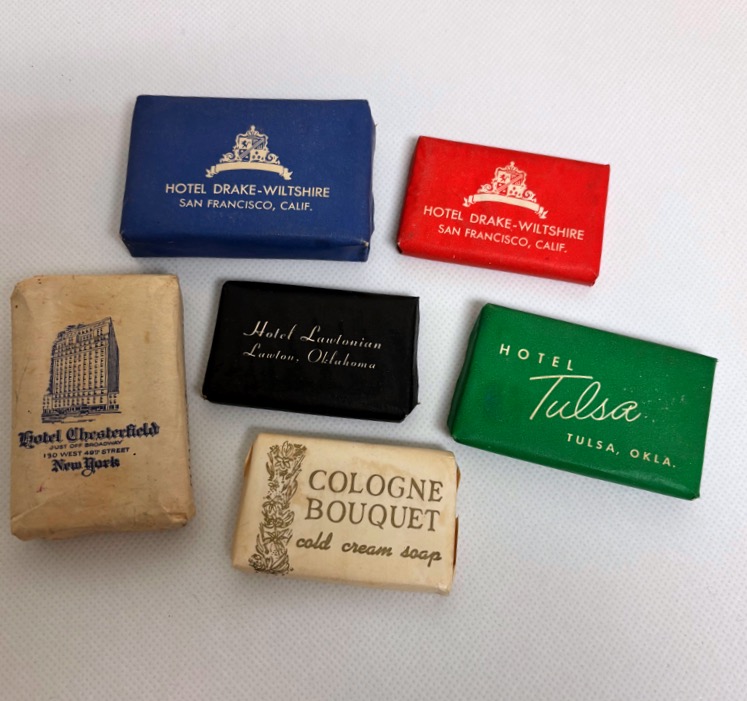 HOTEL DRAKE-WILTSHIRE
SAN FRANCISCO, CALIF.
HOTEL DRAKE-WILTSHIRE
SAN FRANCISCO, CALIF.
Hotel Chesterfield
JUST OFF BROADWAY
130 WEST 49TH STREET
New York
Hotel Lawtonian
Lawton, Oklahoma
HOTEL
Tulsa
TULSA, OKLA.
COLOGNE
BOUQUET
cold cream soap